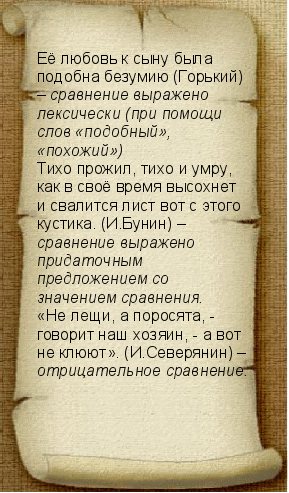 Её любовь к сыну была
подобна безумию (Горький)
– сравнение выражено
лексически (при помощи
слов «подобный»,
«похожий»)
Тихо прожил, тихо и умру,
как в своё время высохнет
и свалится лист вот с этого
кустика. (И.Бунин) –
сравнение выражено
придаточным
предложением со
значением сравнения.
«Не лещи, а поросята, -
говорит наш хозяин, - а вот
не клюют». (И.Северянин) –
отрицательное сравнение.